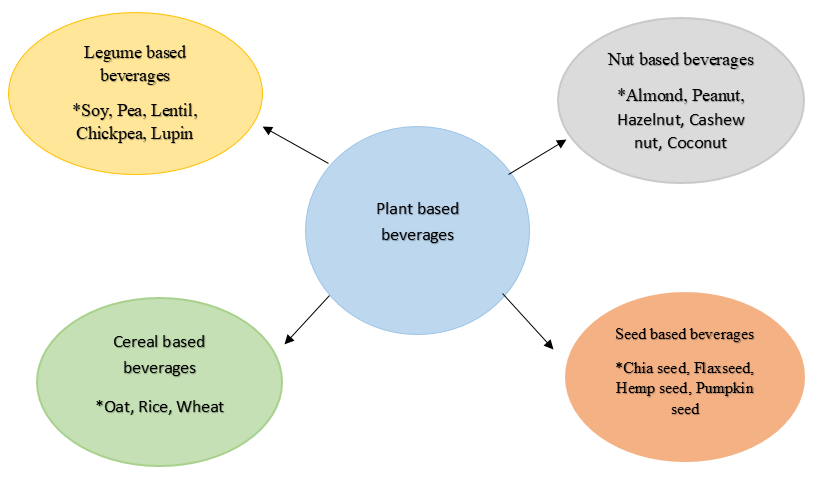 Legume based
beverages
*Soy, Pea, Lentil,
Chickpea, Lupin
Nut based beverages
*Almond, Peanut,
Hazelnut, Cashew
nut, Coconut
Plant based
beverages
Cereal based
beverages
*Oat, Rice, Wheat
Seed based beverages
*Chia seed, Flaxseed,
Hemp seed, Pumpkin
seed